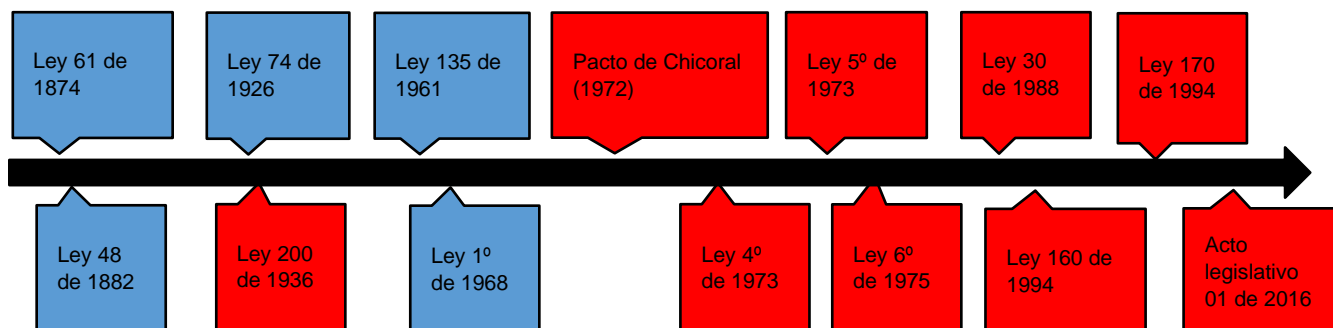 Ley 61 de
1874
Ley 74 de
1926
Ley 135 de
1961
Pacto de Chicoral
(1972)
Ley 5º de
1973
Ley 30
de 1988
Ley 170
de 1994
Ley 48
de 1882
Ley 200
de 1936
Ley 1º
de 1968
Ley 4º
de 1973
Ley 6º
de 1975
Ley 160 de
1994
Acto
legislativo
01 de 2016